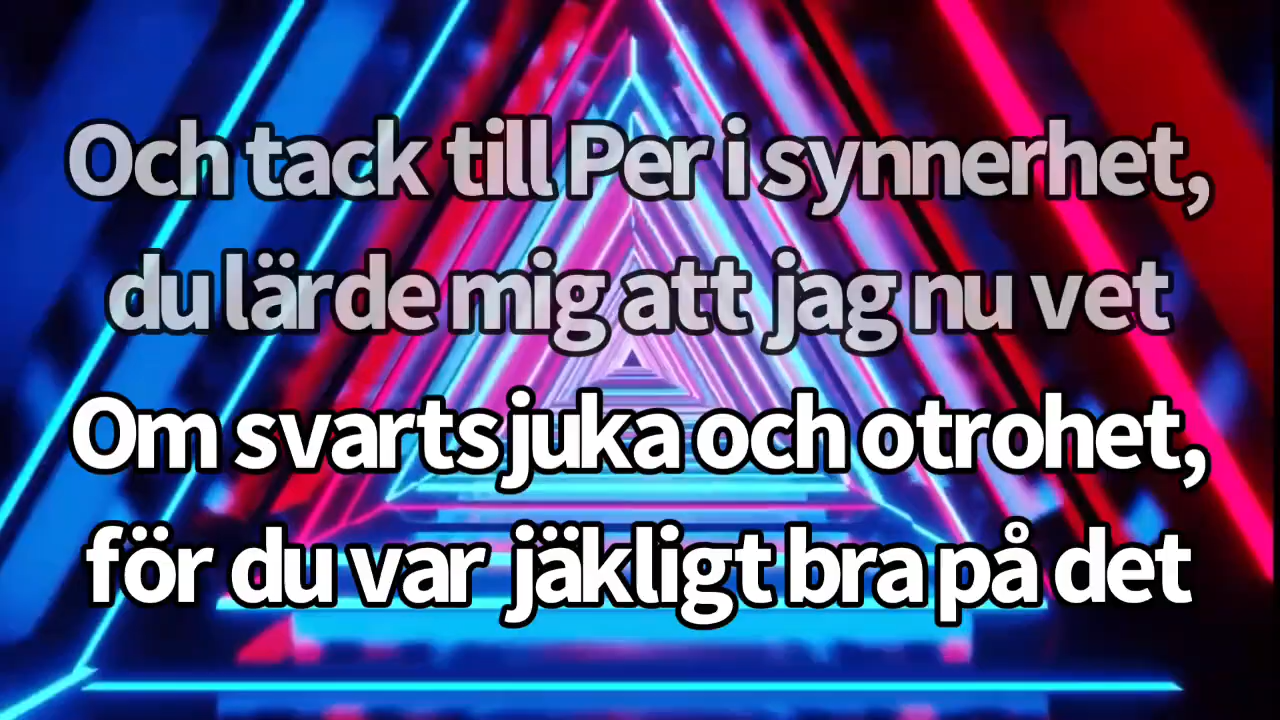 Och tack till Per i synnerhet,
du lärde mig att jag nu vet
Om svartsjuka och otrohet,
för du var jäkligt bra på det